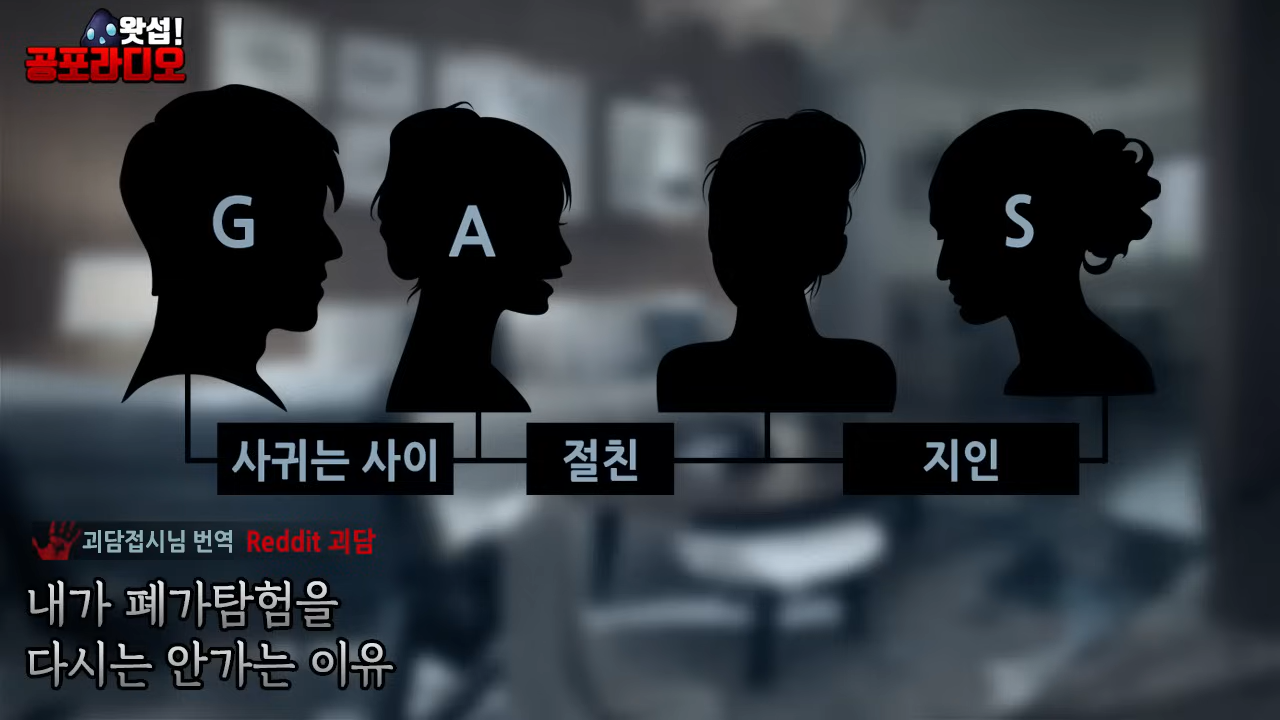 왓섭!
공포라디오
G
A
S
사귀는 사이
절친
지인
괴담접시님 번역 Reddit 괴담
내가 폐가탐험을
다시는 안가는 이유